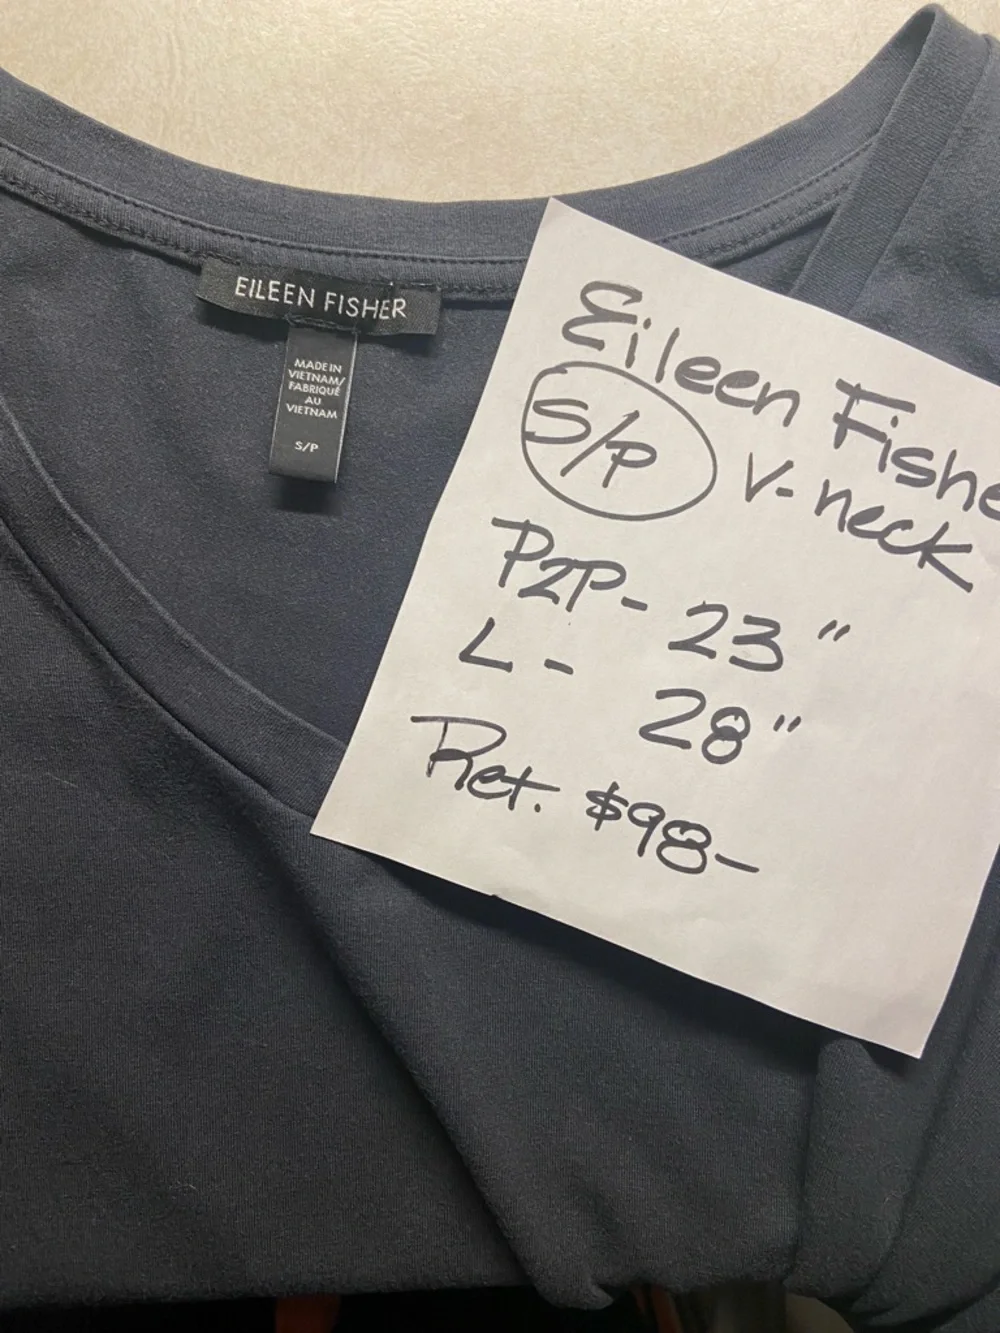 EILEEN FISHER
MADE IN
VIETNAM/
FABRIQUÉ
AU
VIETNAM
S/P
Eileen Fishe
S/P V-neck
P2P- 23"
L - 28"
Ret. $98-